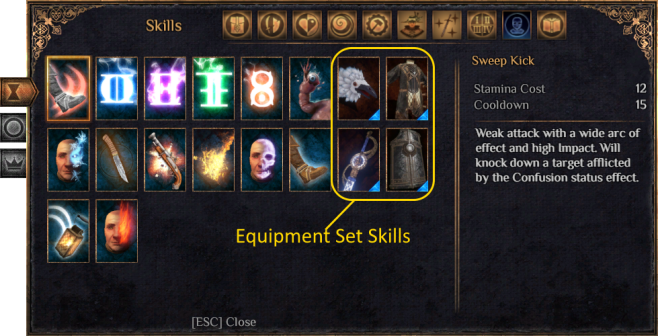 Skills
Sweep Kick
Stamina Cost 12
Cooldown 15
Weak attack with a wide arc of
effect and high Impact. Will
knock down a target afflicted
by the Confusion status effect.
Equipment Set Skills
[ESC] Close